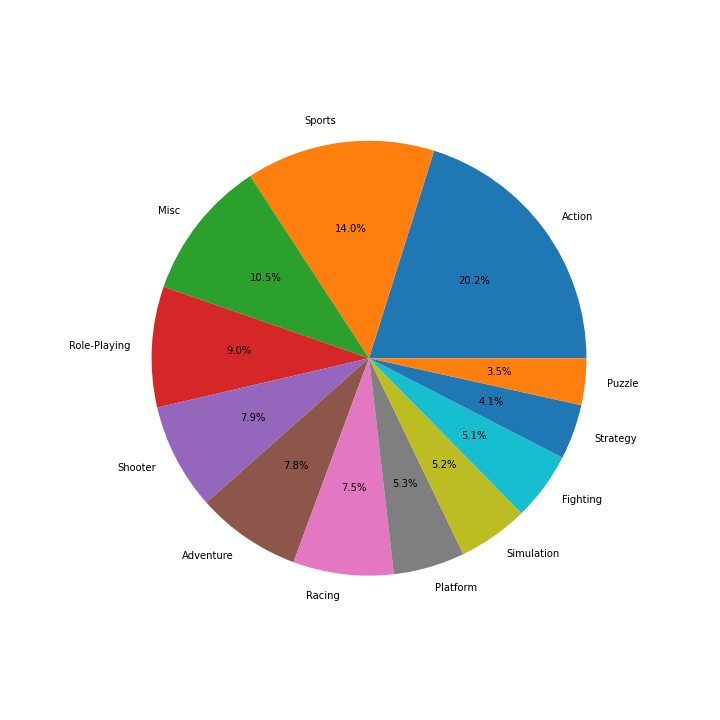 Sports
Action
Misc
14.0%
20.2%
10.5%
Role-Playing
9.0%
3.5%
Puzzle
4.1%
7.9%
5.1%
Strategy
Shooter
7.8%
5.2%
7.5%
5.3%
Fighting
Adventure
Simulation
Racing
Platform